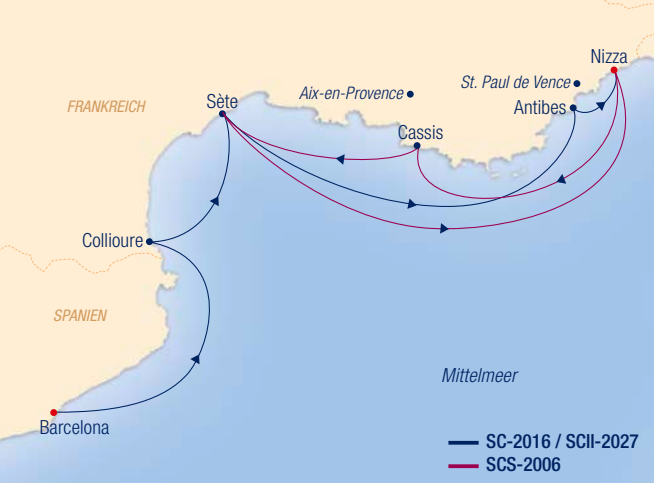 Nizza
St. Paul de Vence
Aix-en-Provence
FRANKREICH
Sète
Antibes
Cassis
Collioure
SPANIEN
Mittelmeer
Barcelona
SC-2016 / SCII-2027
SCS-2006